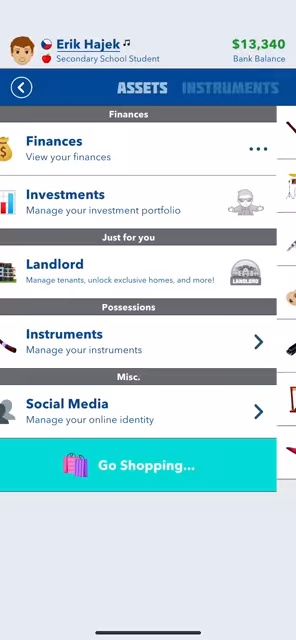 Erik Hajek
$13,340
Secondary School Student
Bank Balance
ASSETS
INSTRUMENTS
Finances
Finances
View your finances
Investments
Manage your investment portfolio
Just for you
Landlord
Manage tenants, unlock exclusive homes, and more!
LANDLORD
Possessions
Instruments
Manage your instruments
Misc.
Social Media
Manage your online identity
Go Shopping...